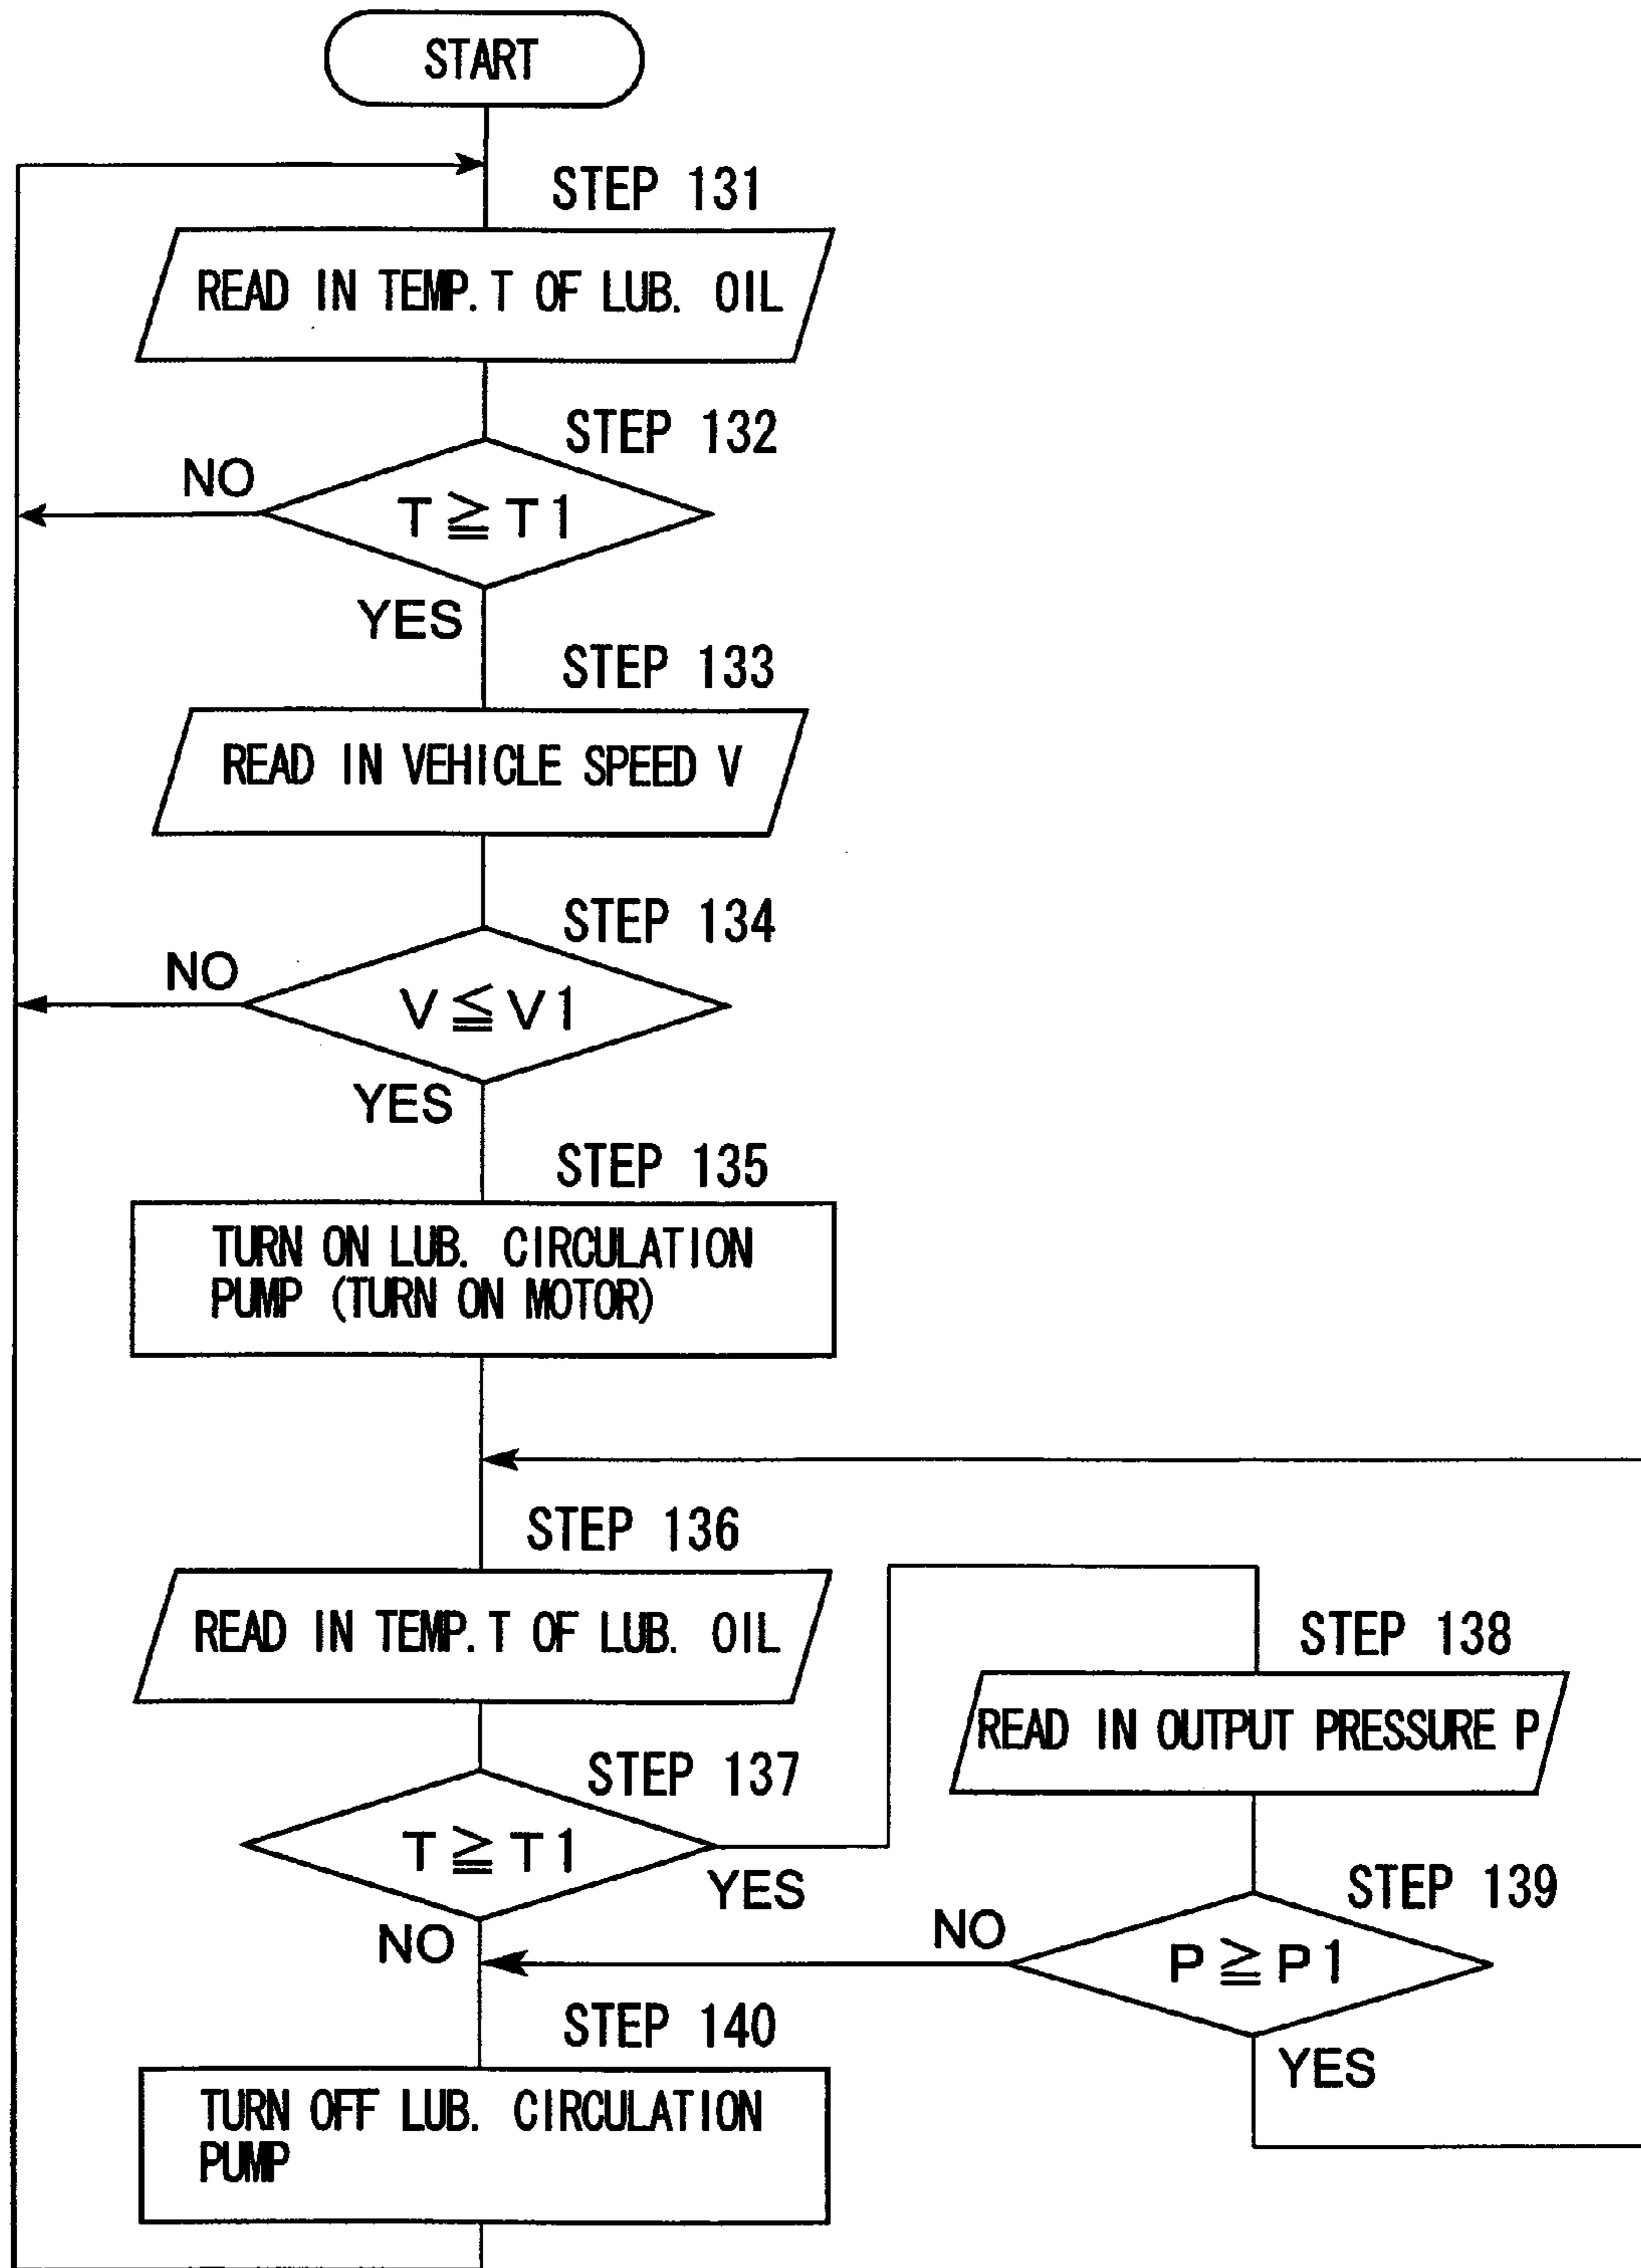 START
STEP 131
READ IN TEMP. T OF LUB. OIL
STEP 132
NO
T ≧ T1
YES
STEP 133
READ IN VEHICLE SPEED V
STEP 134
NO
V ≦ V1
YES
STEP 135
TURN ON LUB. CIRCULATION
PUMP (TURN ON MOTOR)
STEP 136
READ IN TEMP. T OF LUB. OIL
STEP 137
T ≧ T1
YES
NO
STEP 138
READ IN OUTPUT PRESSURE P
STEP 139
NO
P ≧ P1
YES
STEP 140
TURN OFF LUB. CIRCULATION
PUMP